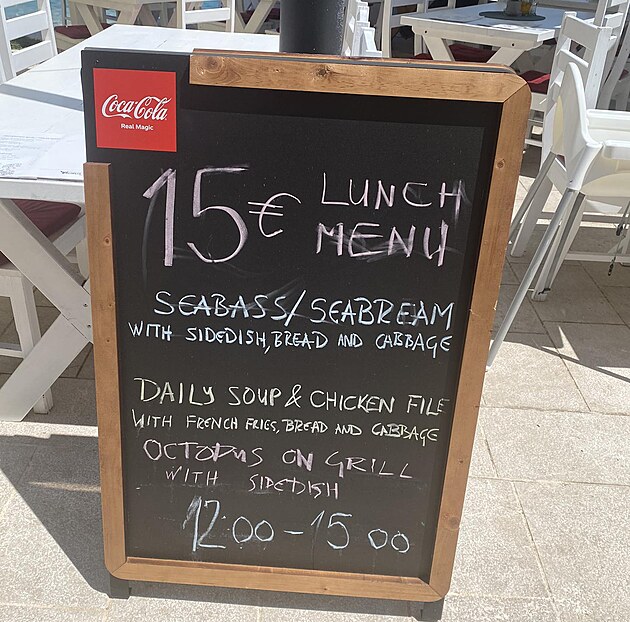 Coca-Cola
Real Magic
15€ LUNCH MENU
SEABASS/SEABREAM
WITH SIDEDISH, BREAD AND CABBAGE
DAILY SOUP & CHICKEN FILE
WITH FRENCH FRIES, BREAD AND CABBAGE
OCTOPUS ON GRILL
WITH SIDEDISH
12:00-15 00